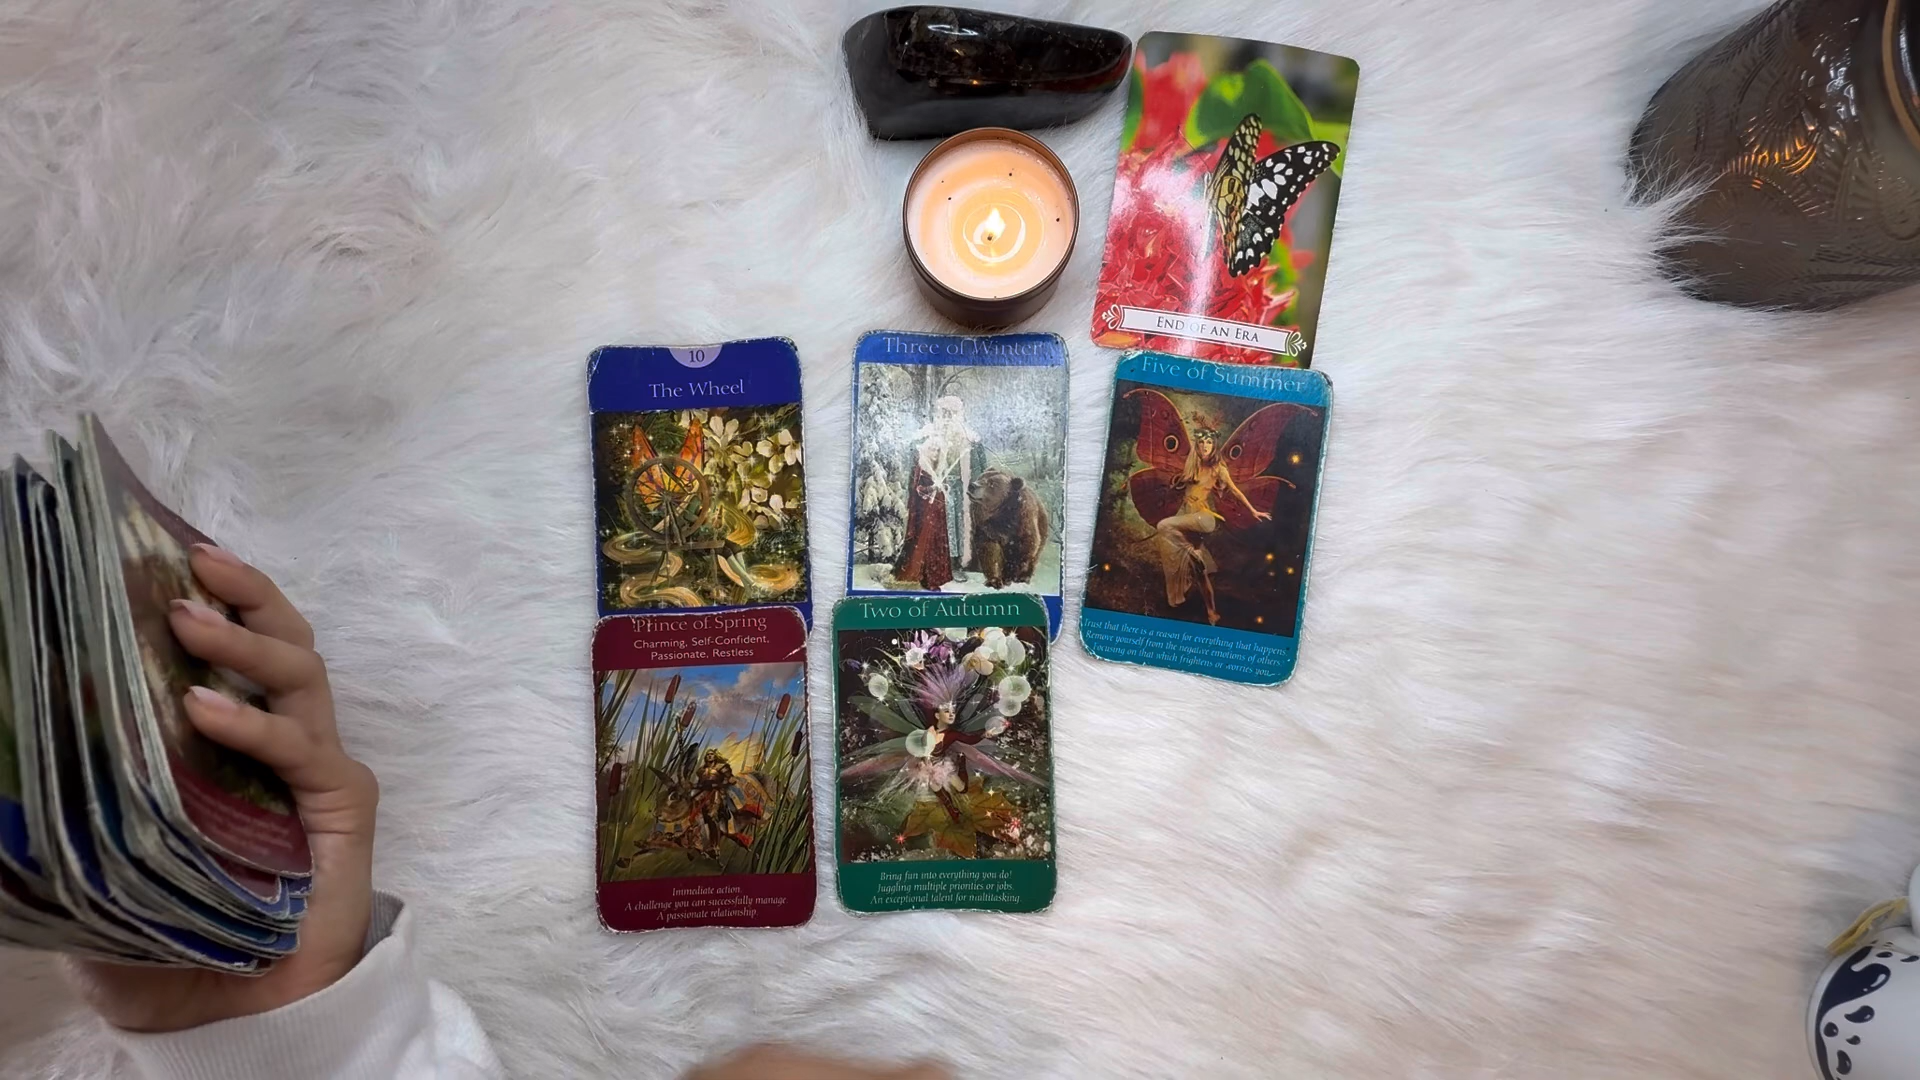 END OF AN ERA
10
The Wheel
Three of Winter
Five of Summer
Trust that there is a reason for everything that happens.
Remove yourself from the negative emotions of others.
Focusing on that which frightens or worries you...
Prince of Spring
Charming, Self-Confident,
Passionate, Restless
Immediate action.
A challenge you can successfully manage.
A passionate relationship.
Two of Autumn
Bring fun into everything you do!
Juggling multiple priorities or jobs.
An exceptional talent for multitasking.